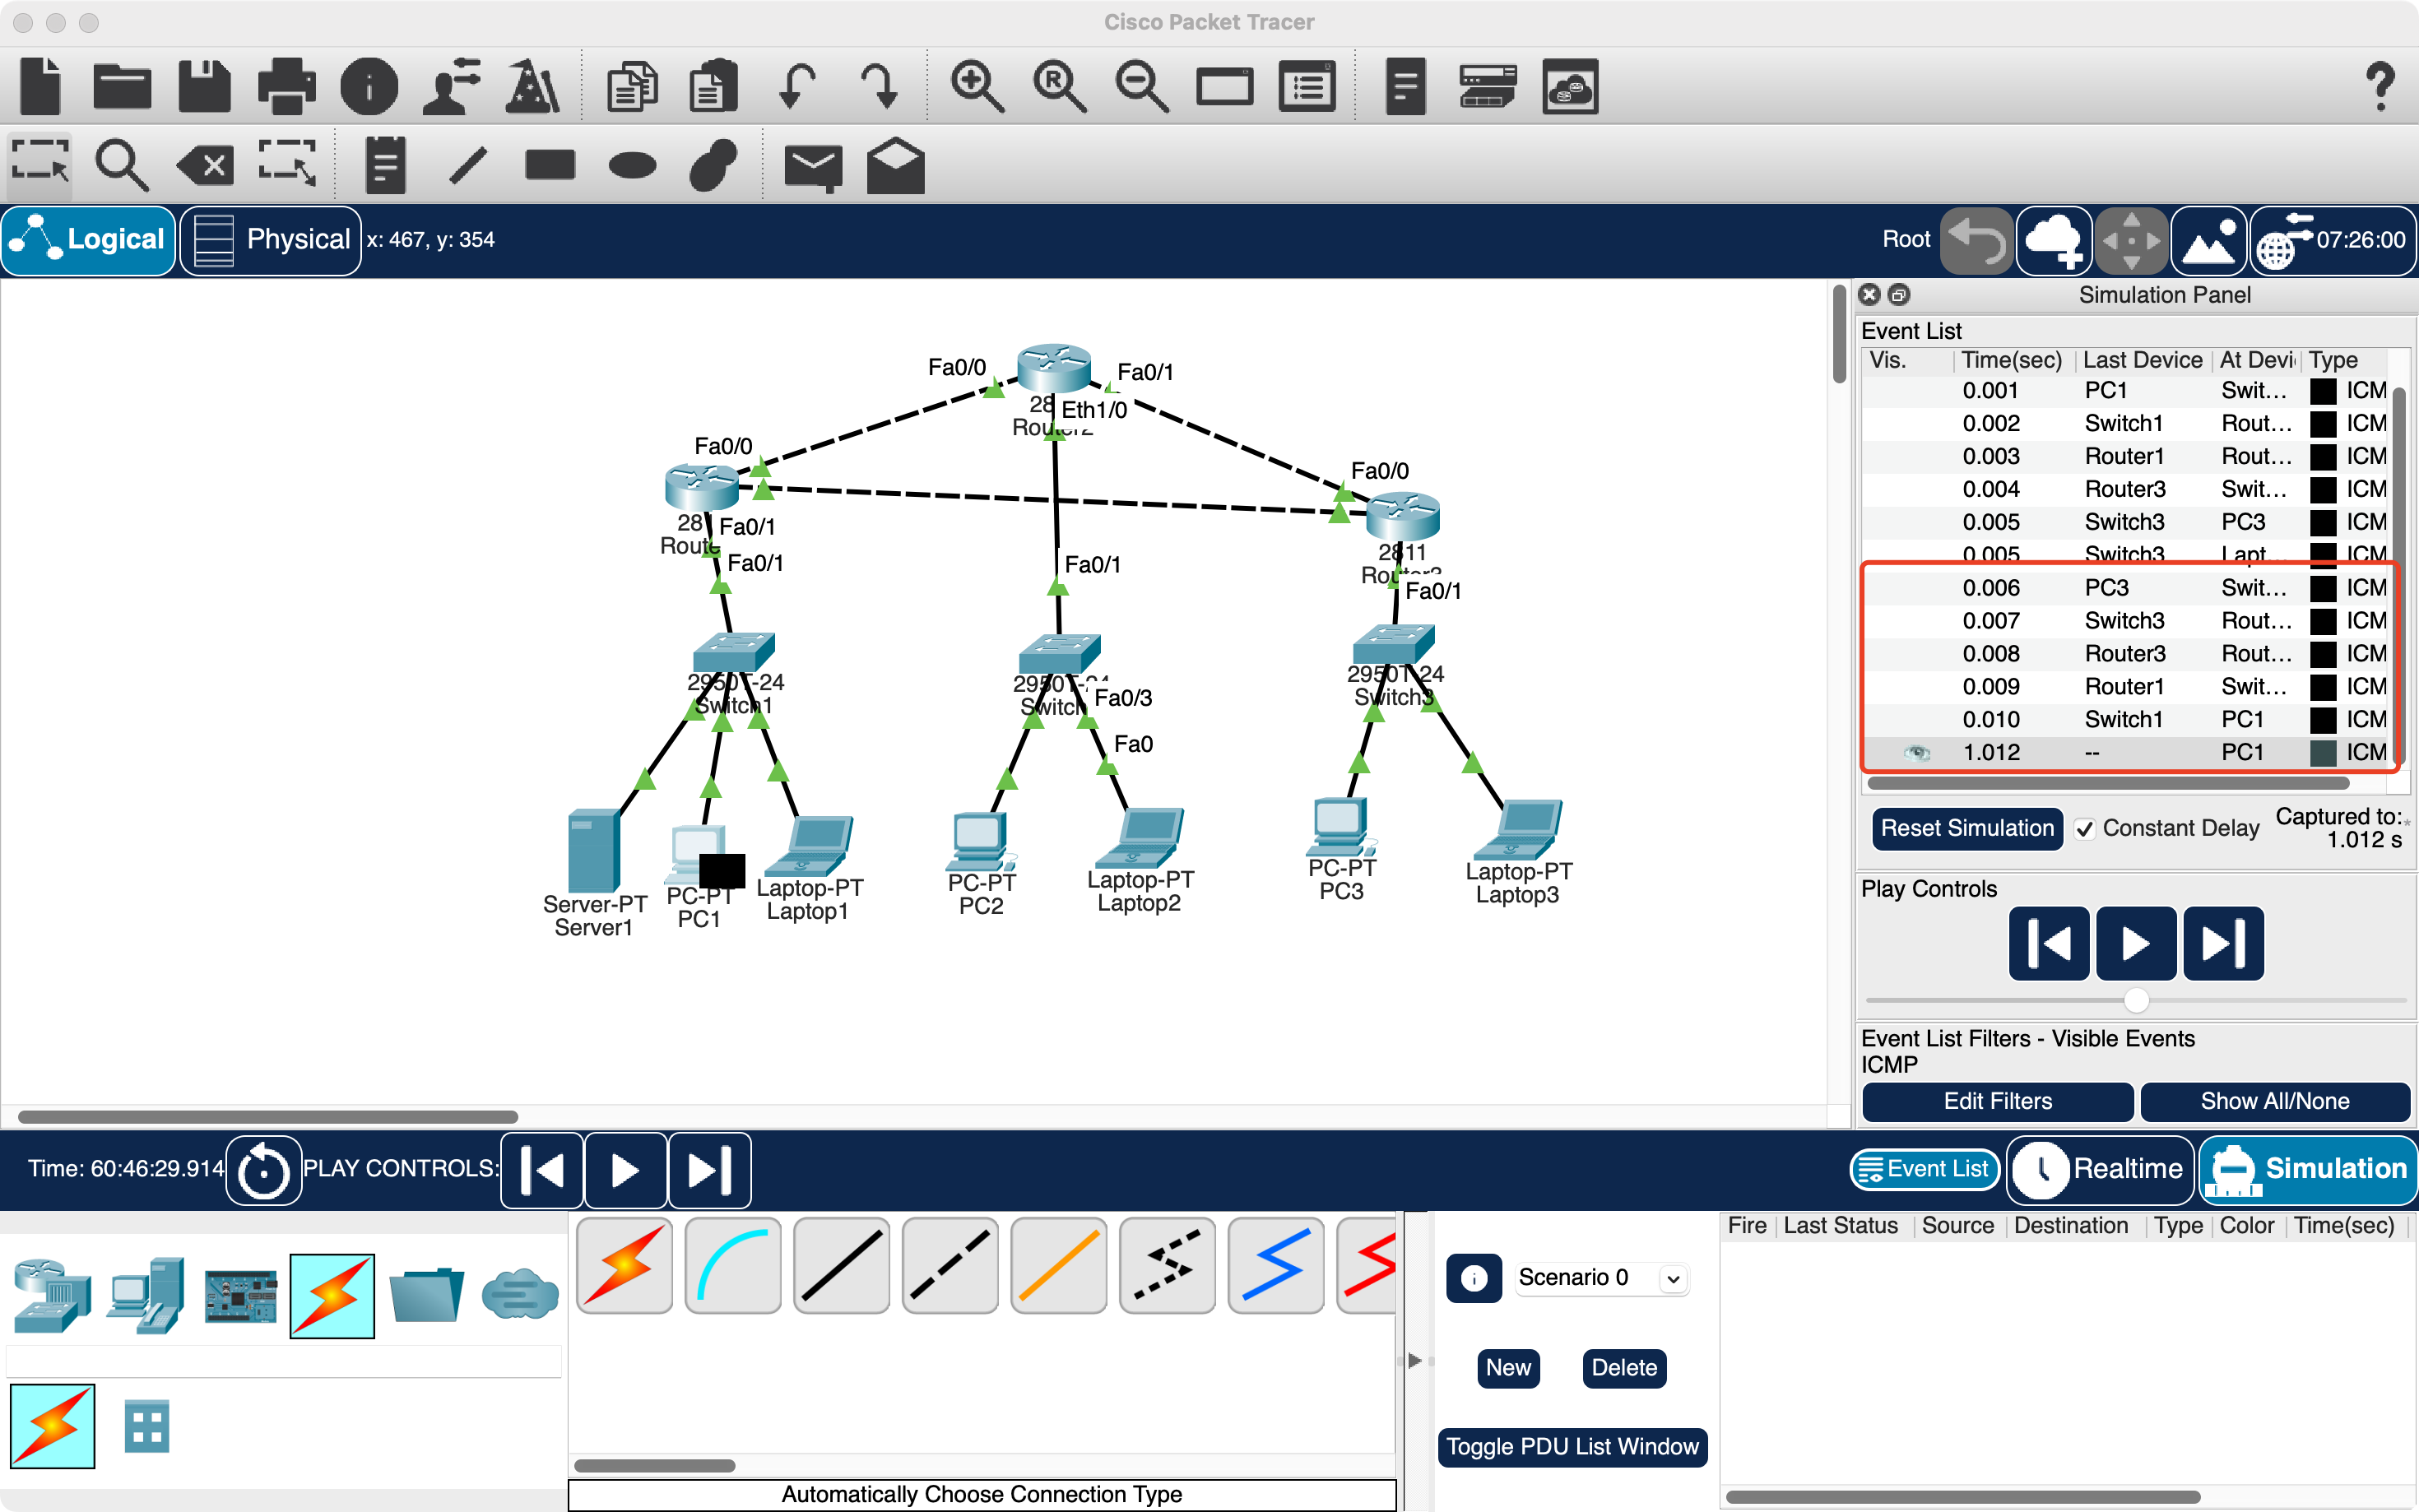 Cisco Packet Tracer
Logical
Physical
x: 467, y: 354
Root
07:26:00
Simulation Panel
Event List
Vis. Time(sec) Last Device At Devi Type
0.001 PC1 Swit... ICM
0.002 Switch1 Rout... ICM
0.003 Router1 Rout... ICM
0.004 Router3 Swit... ICM
0.005 Switch3 PC3 ICM
0.005 Switch3 Lapt... ICM
0.006 PC3 Swit... ICM
0.007 Switch3 Rout... ICM
0.008 Router3 Rout... ICM
0.009 Router1 Swit... ICM
0.010 Switch1 PC1 ICM
1.012 -- PC1 ICM
Reset Simulation
Constant Delay
Captured to:*
1.012 s
Play Controls
Event List Filters - Visible Events
ICMP
Edit Filters
Show All/None
Fa0/0
Fa0/1
28
Eth1/0
Router2
Fa0/0
Fa0/0
28
Fa0/1
Route
Fa0/1
Fa0/1
2811
Router3
Fa0/1
2950T-24
Switch1
2950T-24
Switch
Fa0/3
Fa0
2950T-24
Switch3
Server-PT
Server1
PC-PT
PC1
Laptop-PT
Laptop1
PC-PT
PC2
Laptop-PT
Laptop2
PC-PT
PC3
Laptop-PT
Laptop3
Time: 60:46:29.914
PLAY CONTROLS:
Event List
Realtime
Simulation
Scenario 0
New
Delete
Toggle PDU List Window
Fire Last Status Source Destination Type Color Time(sec)
Automatically Choose Connection Type